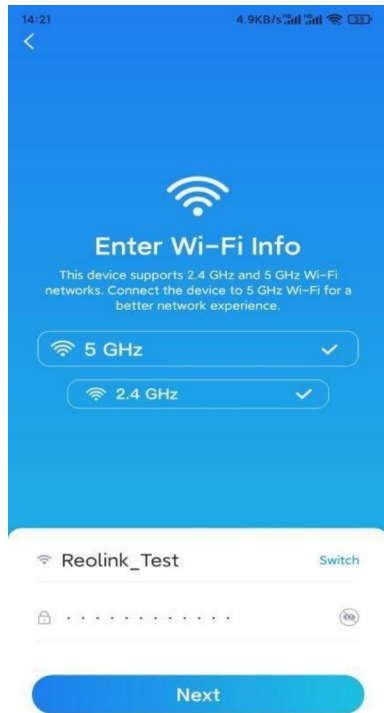 14:21
4.9KB/s
39
Enter Wi-Fi Info
This device supports 2.4 GHz and 5 GHz Wi-Fi
networks. Connect the device to 5 GHz Wi-Fi for a
better network experience.
5 GHz
2.4 GHz
Reolink_Test
Switch
Next